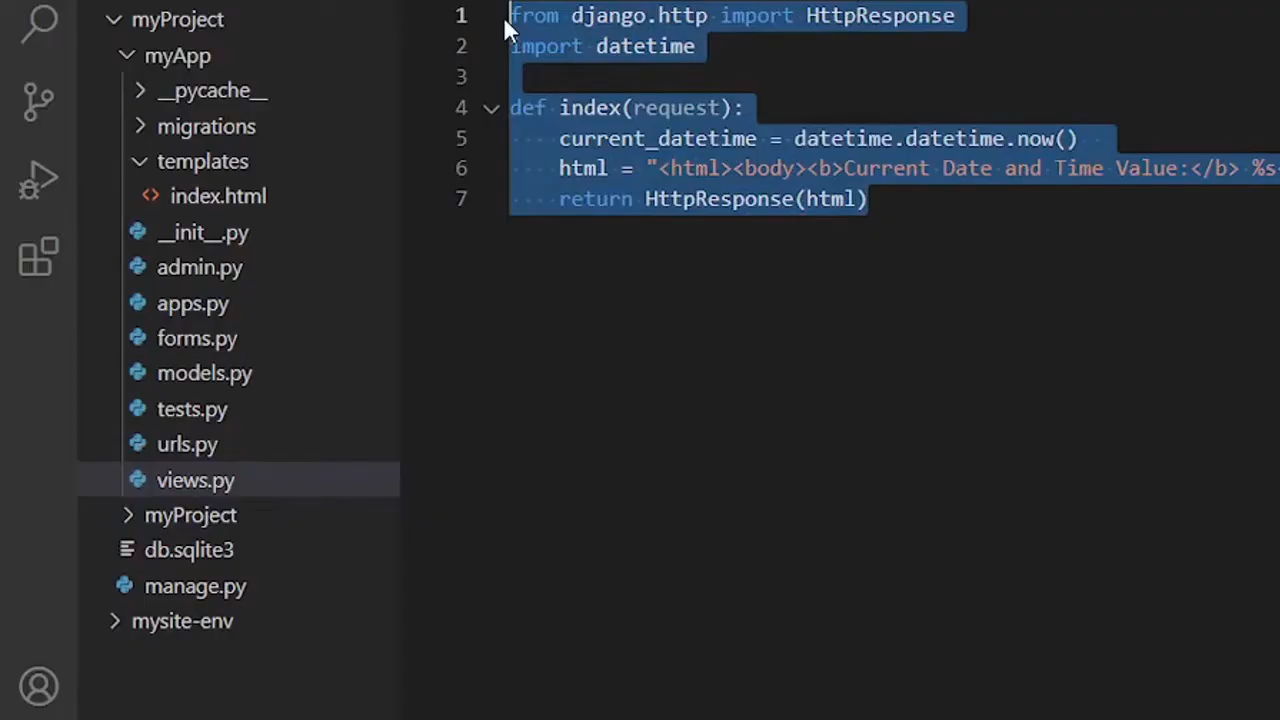 myProject
myApp
__pycache__
migrations
templates
<> index.html
__init__.py
admin.py
apps.py
forms.py
models.py
tests.py
urls.py
views.py
myProject
db.sqlite3
manage.py
mysite-env
1 from django.http import HttpResponse
2 import datetime
3
4 def index(request):
5 current_datetime = datetime.datetime.now()
6 html = "<html><body><b>Current Date and Time Value:</b> %s
7 return HttpResponse(html)